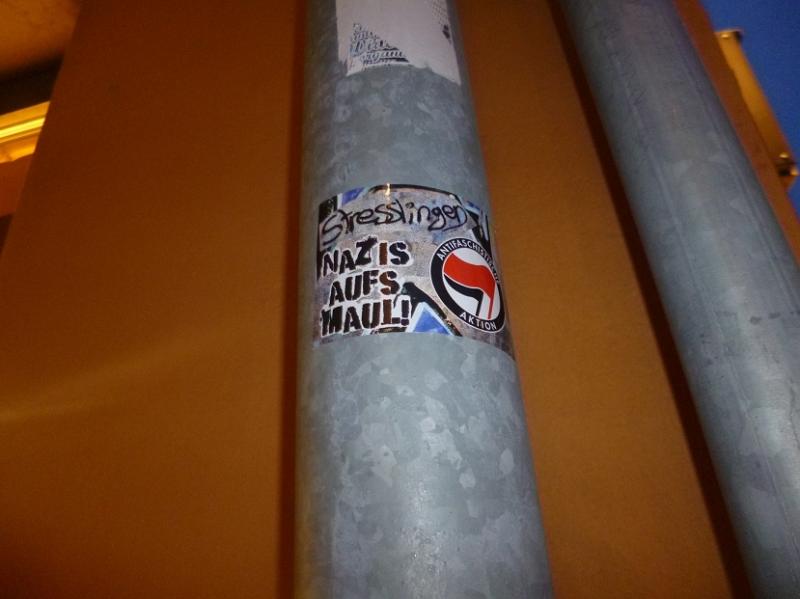 Stresslingen
NAZIS
AUFS
MAUL!
ANTIFASCHISTISCHE
AKTION